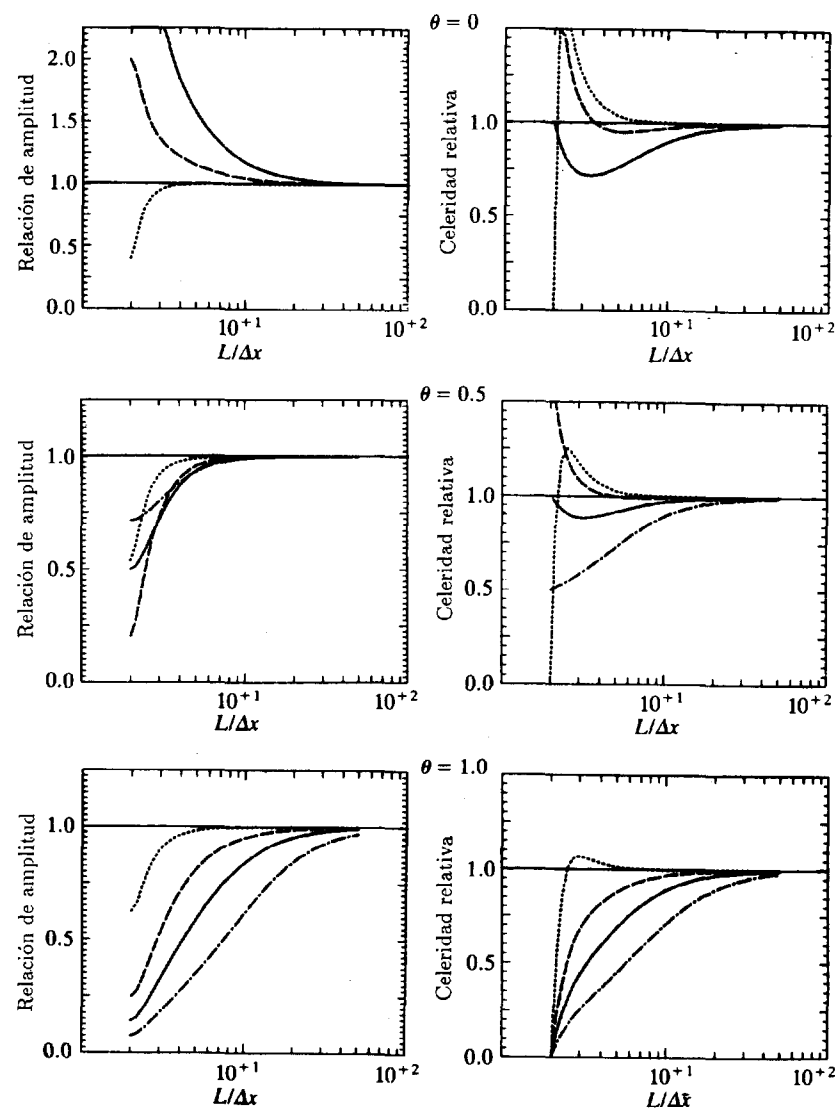 θ = 0
Relación de amplitud
2.0
1.5
1.0
0.5
0.0
10⁺¹
10⁺²
L/Δx
Celeridad relativa
1.0
0.5
0.0
10⁺¹
10⁺²
L/Δx
θ = 0.5
Relación de amplitud
1.0
0.5
0.0
10⁺¹
10⁺²
L/Δx
Celeridad relativa
1.0
0.5
0.0
10⁺¹
10⁺²
L/Δx
θ = 1.0
Relación de amplitud
1.0
0.5
0.0
10⁺¹
10⁺²
L/Δx
Celeridad relativa
1.0
0.5
0.0
10⁺¹
10⁺²
L/Δx